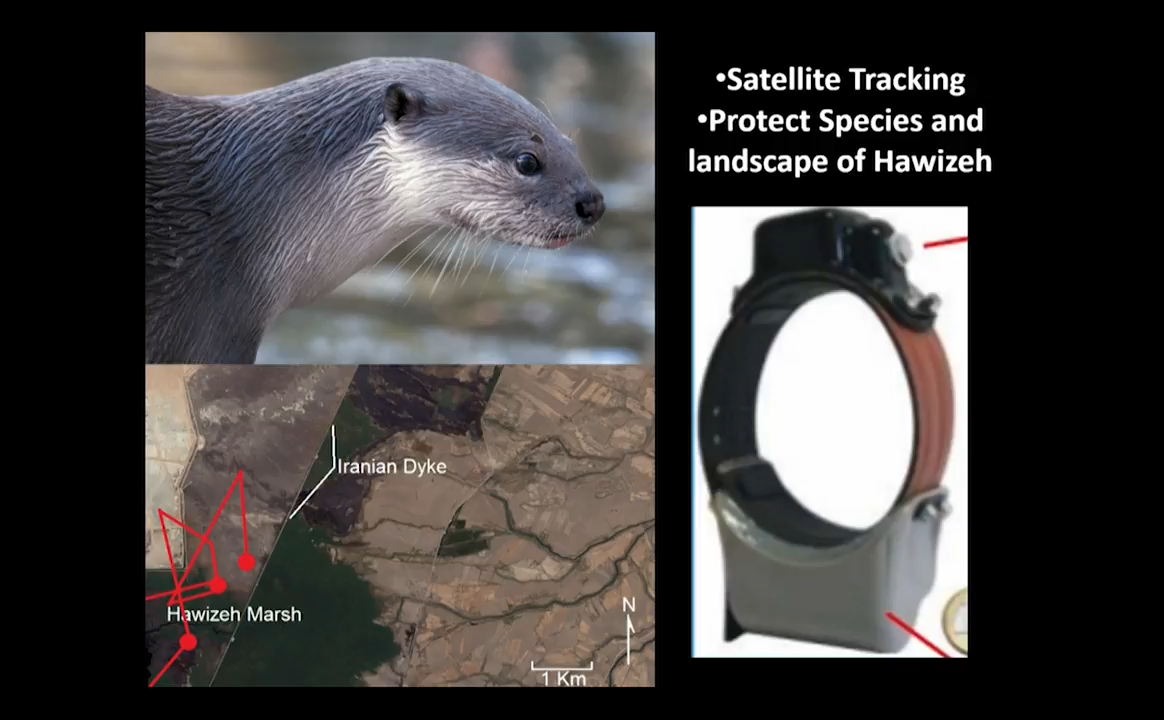 •Satellite Tracking
•Protect Species and
landscape of Hawizeh
Iranian Dyke
Hawizeh Marsh
N
1 Km